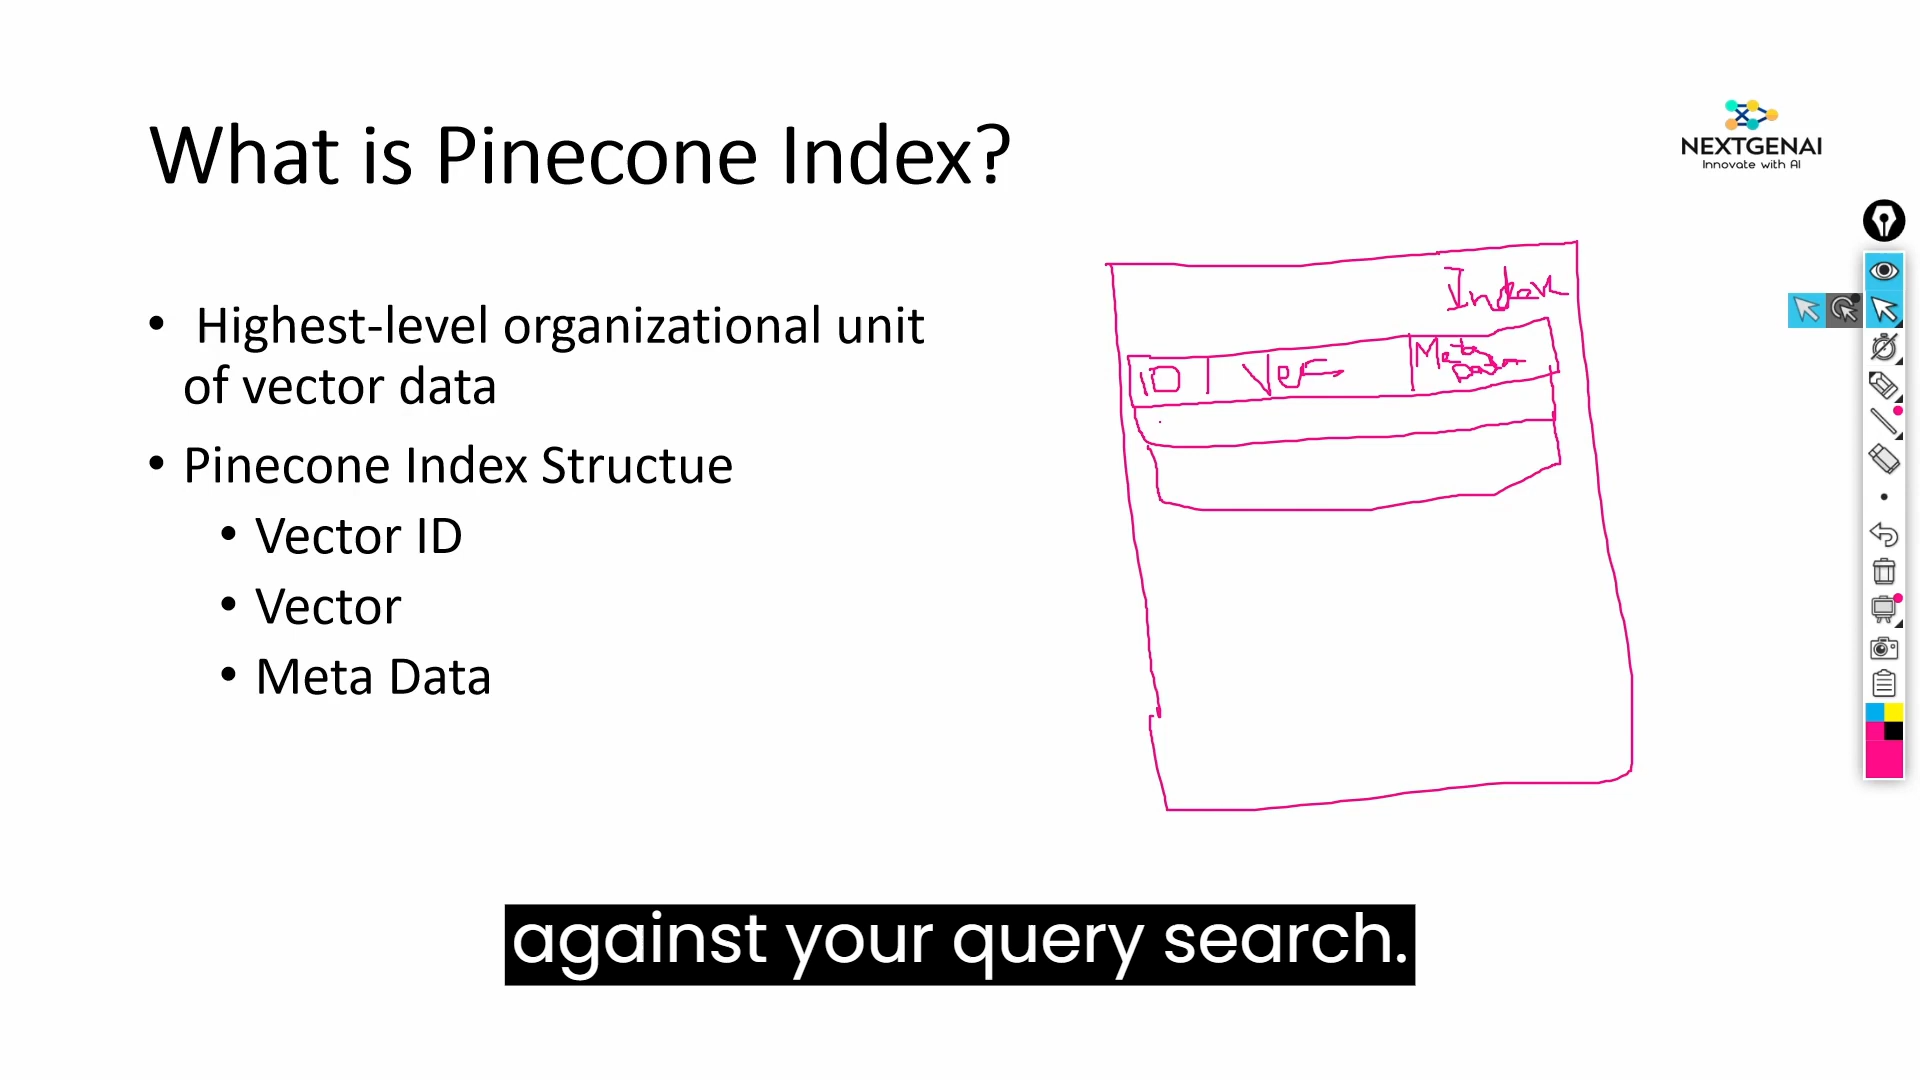 What is Pinecone Index?
NEXTGENAI
Innovate with AI
• Highest-level organizational unit
of vector data
• Pinecone Index Structue
• Vector ID
• Vector
• Meta Data
Index
ID Vec Meta
Data
against your query search.